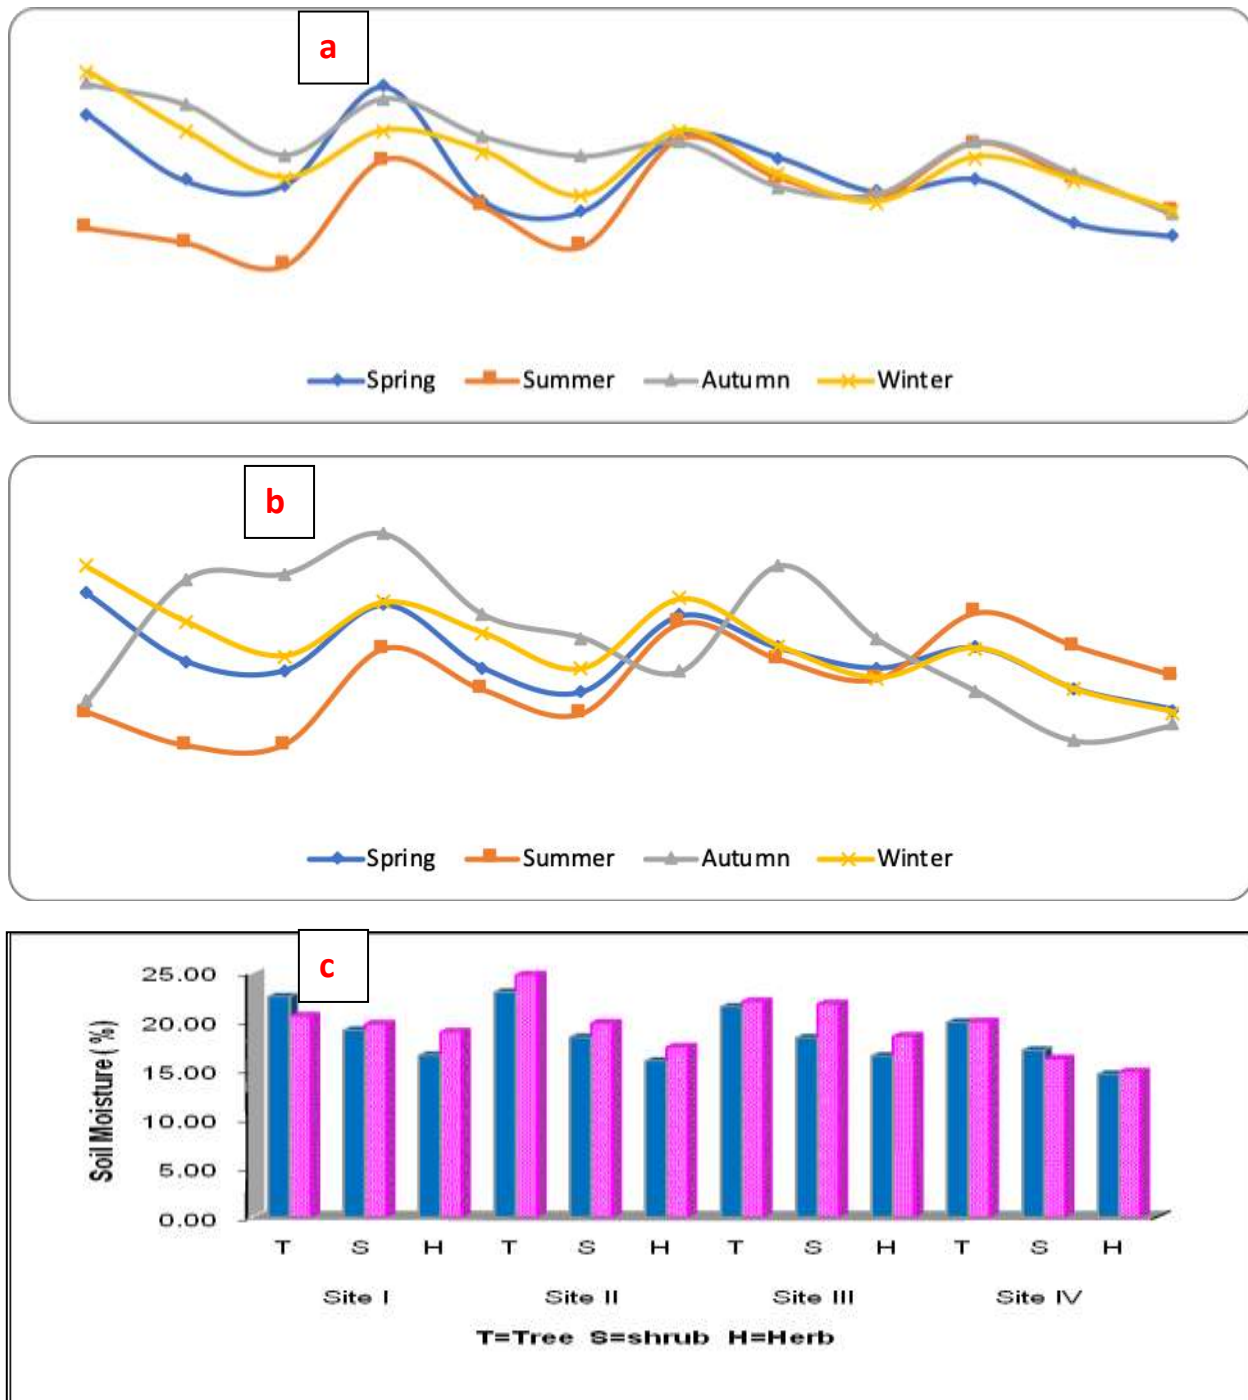 a
Spring Summer Autumn Winter
b
Spring Summer Autumn Winter
c
Soil Moisture ( %)
25.00
20.00
15.00
10.00
5.00
0.00
T S H T S H T S H T S H
Site I Site II Site III Site IV
T=Tree S=shrub H=Herb